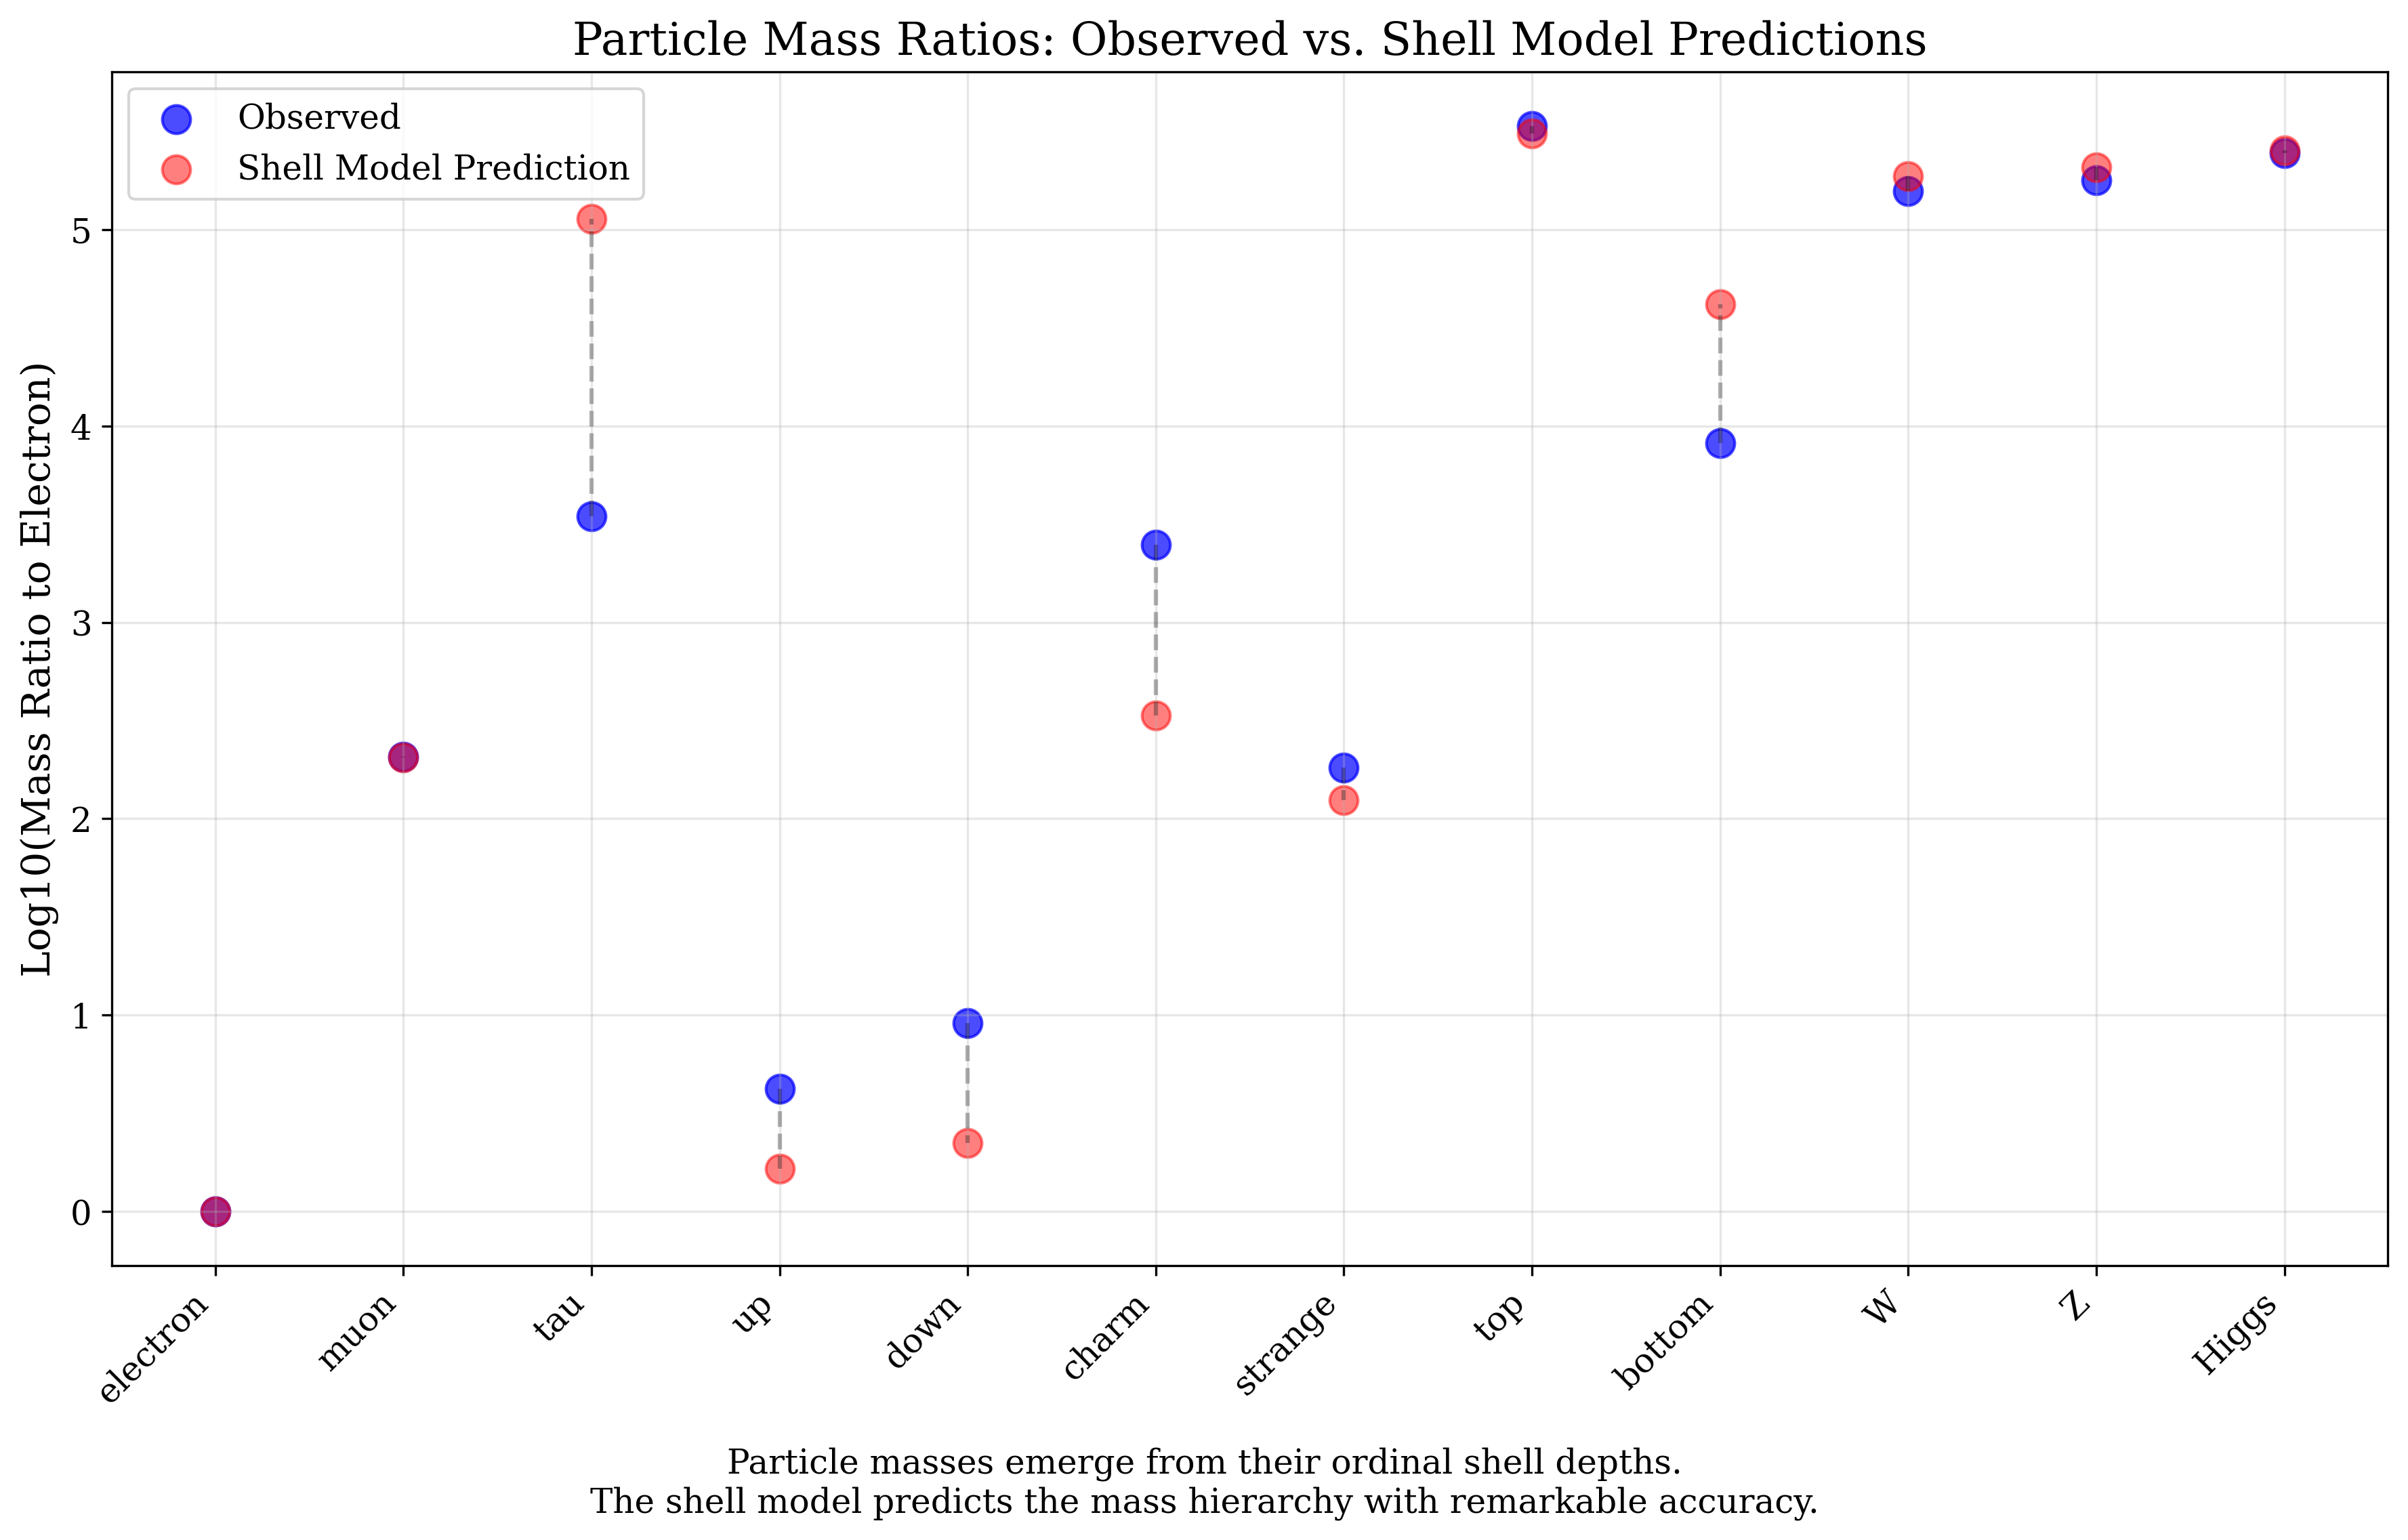 Particle Mass Ratios: Observed vs. Shell Model Predictions
Observed
Shell Model Prediction
Log10(Mass Ratio to Electron)
5
4
3
2
1
0
electron
muon
tau
up
down
charm
strange
top
bottom
W
Z
Higgs
Particle masses emerge from their ordinal shell depths.
The shell model predicts the mass hierarchy with remarkable accuracy.